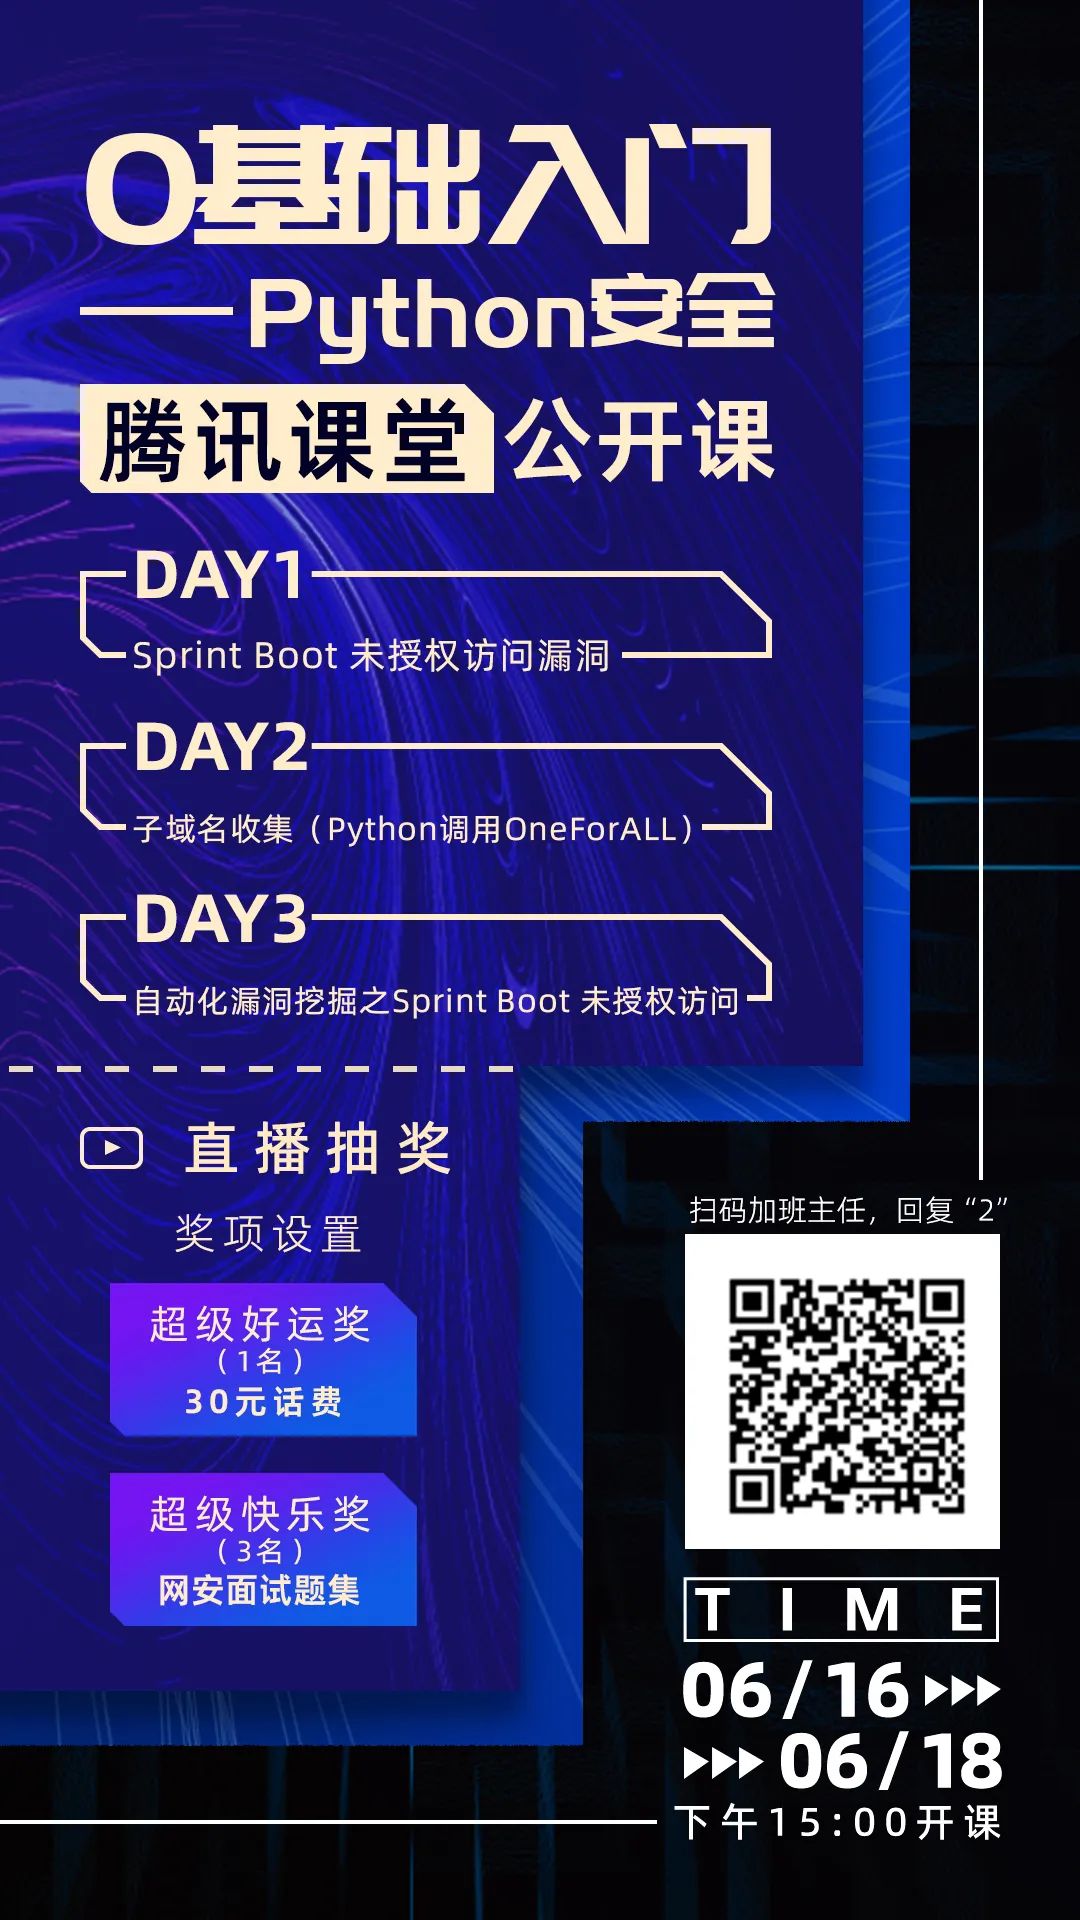 0基础入门
——Python安全
腾讯课堂 公开课
DAY1
Sprint Boot 未授权访问漏洞
DAY2
子域名收集（Python调用OneForALL）
DAY3
自动化漏洞挖掘之Sprint Boot 未授权访问
直播抽奖
奖项设置
超级好运奖
（1名）
30元话费
超级快乐奖
（3名）
网安面试题集
扫码加班主任，回复“2”
TIME
06/16
06/18
下午15:00开课